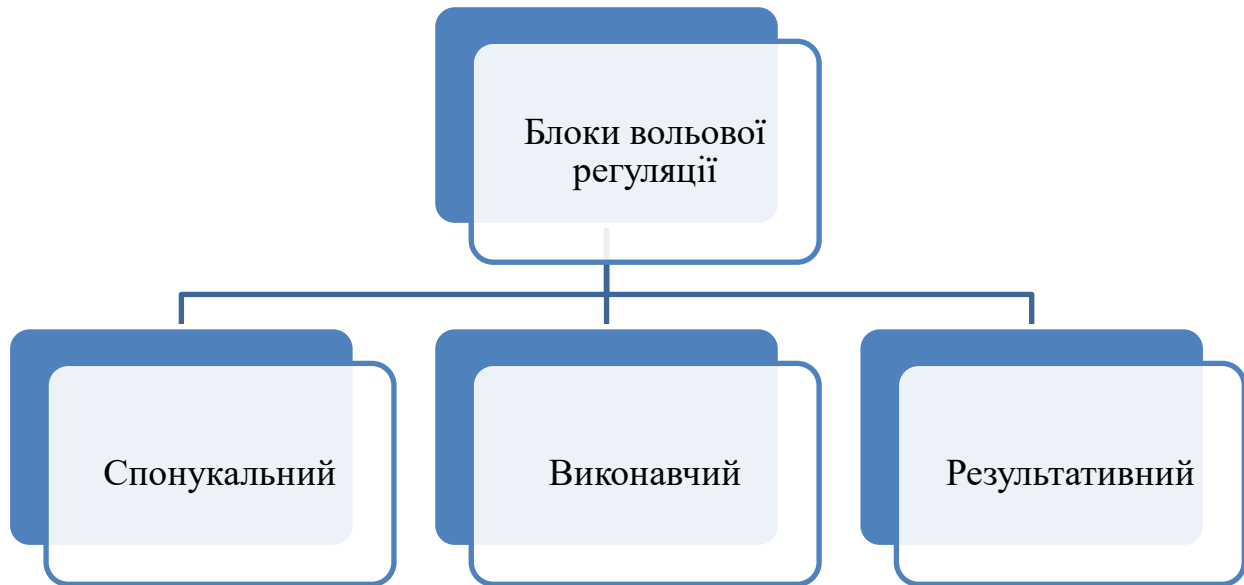 Блоки вольової
регуляції
Спонукальний
Виконавчий
Результативний